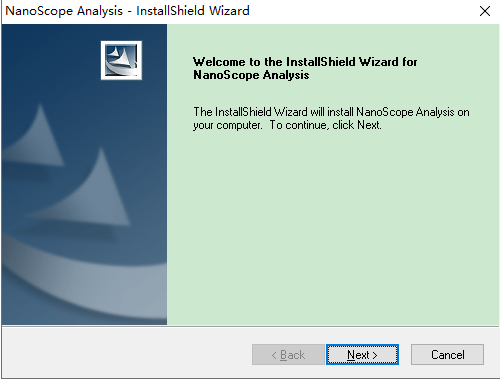 NanoScope Analysis - InstallShield Wizard
Welcome to the InstallShield Wizard for
NanoScope Analysis
The InstallShield Wizard will install NanoScope Analysis on
your computer. To continue, click Next.
< Back
Next >
Cancel